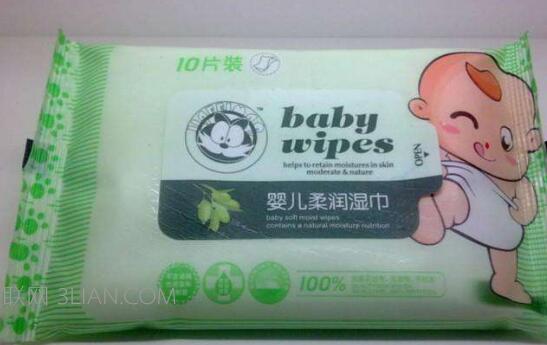 10片装
TM
baby
wipes
helps to retain moistures in skin
moderate & nature
OPEN
婴儿柔润湿巾
baby soft moist wipes
contains a natural moisture nutrition
100%
联网 3LIAN.COM